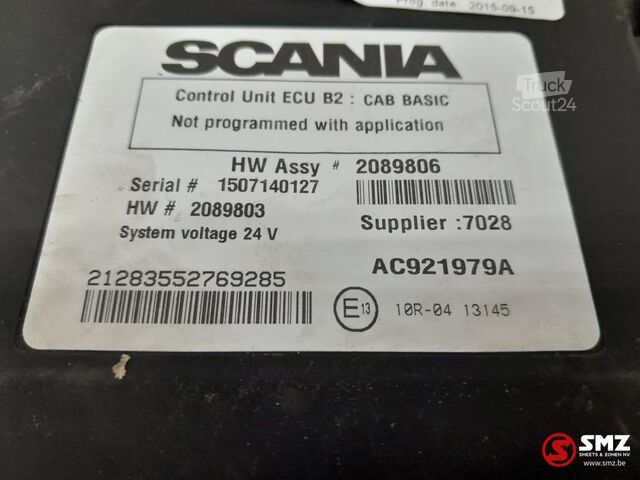 Prog. date: 2015-09-15
SCANIA
Truck
Scout24
Control Unit ECU B2 : CAB BASIC
Not programmed with application
HW Assy # 2089806
Serial # 1507140127
HW # 2089803
Supplier :7028
System voltage 24 V
21283552769285
AC921979A
E13 10R-04 13145
SMZ
SMEETS & ZONEN NV
www.smz.be